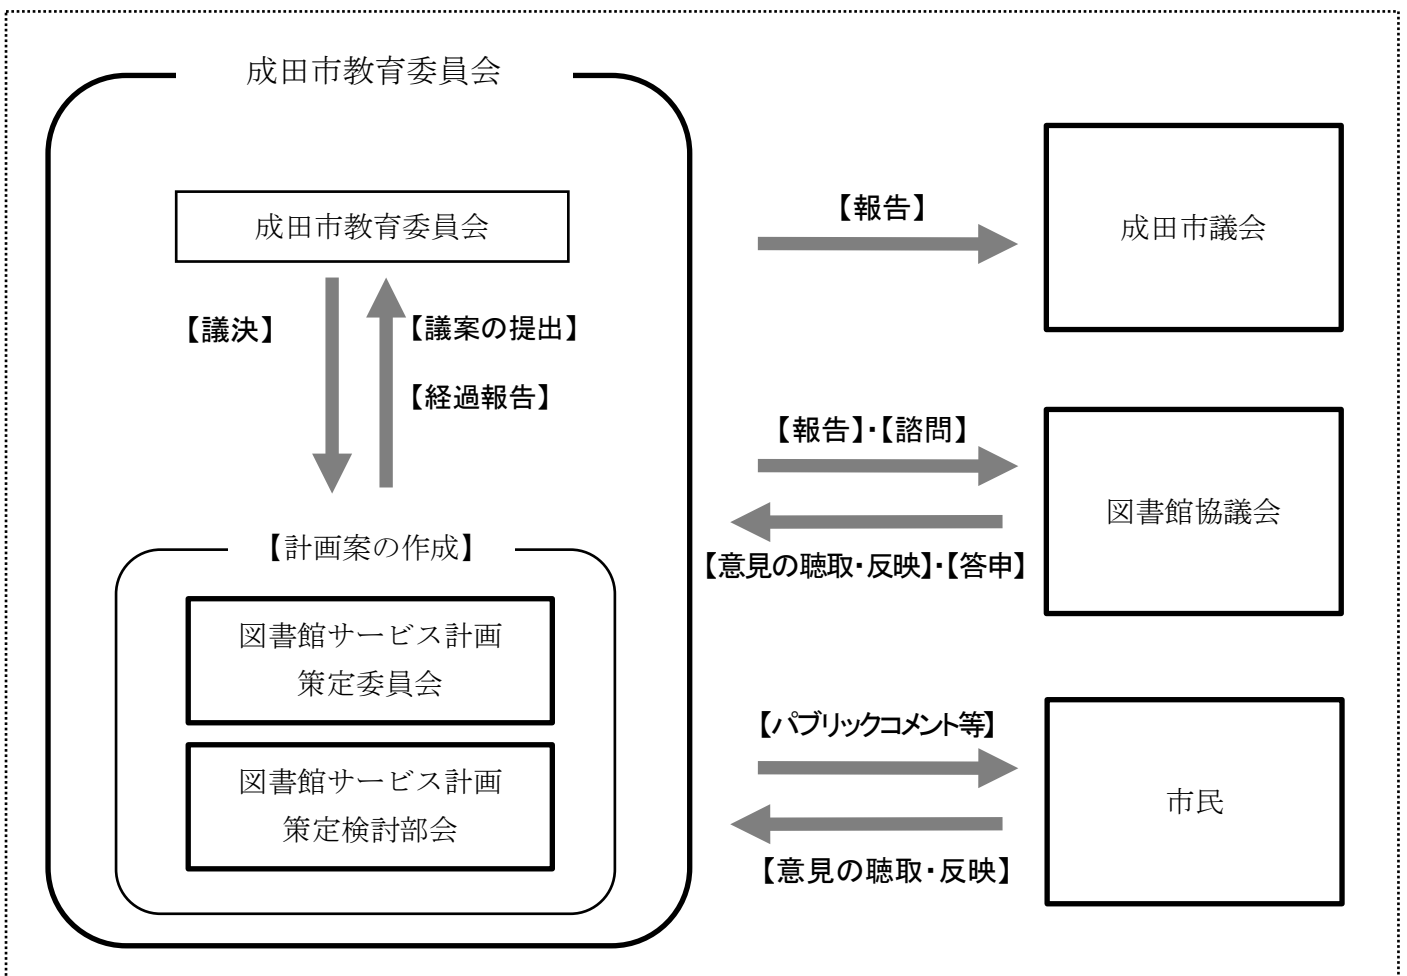 成田市教育委員会
成田市教育委員会
【議決】
【議案の提出】
【経過報告】
【計画案の作成】
図書館サービス計画
策定委員会
図書館サービス計画
策定検討部会
【報告】
成田市議会
【報告】・【諮問】
【意見の聴取・反映】・【答申】
図書館協議会
【パブリックコメント等】
【意見の聴取・反映】
市民